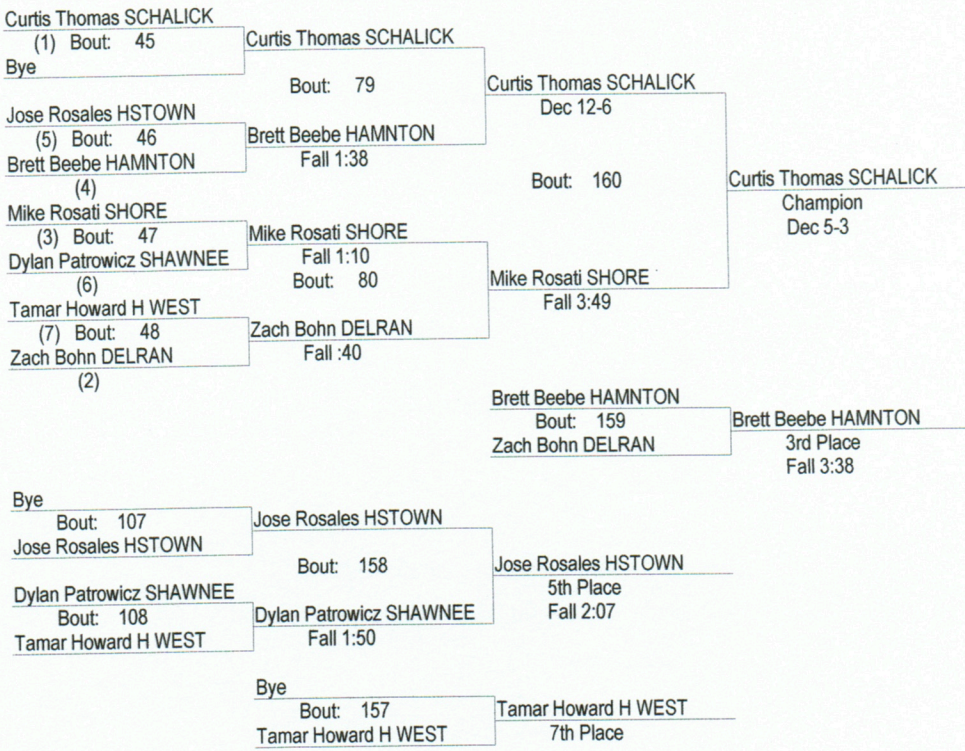 Curtis Thomas SCHALICK
(1) Bout: 45
Bye
Curtis Thomas SCHALICK
Bout: 79
Jose Rosales HSTOWN
(5) Bout: 46
Brett Beebe HAMNTON
(4)
Brett Beebe HAMNTON
Fall 1:38
Curtis Thomas SCHALICK
Dec 12-6
Bout: 160
Mike Rosati SHORE
(3) Bout: 47
Dylan Patrowicz SHAWNEE
(6)
Mike Rosati SHORE
Fall 1:10
Bout: 80
Tamar Howard H WEST
(7) Bout: 48
Zach Bohn DELRAN
(2)
Zach Bohn DELRAN
Fall :40
Mike Rosati SHORE
Fall 3:49
Curtis Thomas SCHALICK
Champion
Dec 5-3
Brett Beebe HAMNTON
Bout: 159
Zach Bohn DELRAN
Brett Beebe HAMNTON
3rd Place
Fall 3:38
Bye
Bout: 107
Jose Rosales HSTOWN
Jose Rosales HSTOWN
Bout: 158
Dylan Patrowicz SHAWNEE
Bout: 108
Tamar Howard H WEST
Dylan Patrowicz SHAWNEE
Fall 1:50
Jose Rosales HSTOWN
5th Place
Fall 2:07
Bye
Bout: 157
Tamar Howard H WEST
Tamar Howard H WEST
7th Place